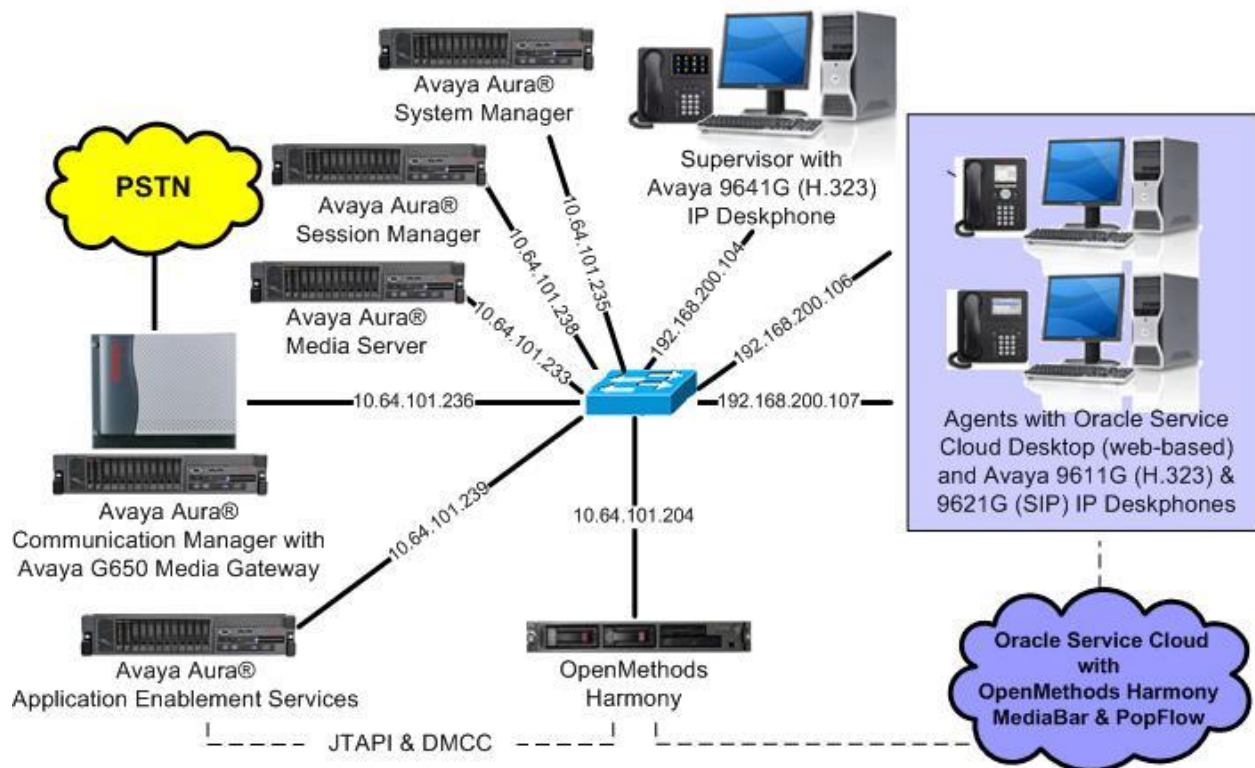 Avaya Aura®
System Manager
PSTN
Avaya Aura®
Session Manager
Supervisor with
Avaya 9641G (H.323)
IP Deskphone
Avaya Aura®
Media Server
10.64.101.235
10.64.101.238
10.64.101.233
192.168.200.104
192.168.200.106
10.64.101.236
192.168.200.107
Agents with Oracle Service
Cloud Desktop (web-based)
and Avaya 9611G (H.323) &
9621G (SIP) IP Deskphones
Avaya Aura®
Communication Manager with
Avaya G650 Media Gateway
10.64.101.239
10.64.101.204
Avaya Aura®
Application Enablement Services
OpenMethods
Harmony
Oracle Service Cloud
with
OpenMethods Harmony
MediaBar & PopFlow
JTAPI & DMCC